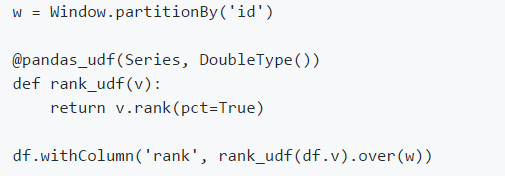 w = Window.partitionBy('id')
@pandas_udf(Series, DoubleType())
def rank_udf(v):
    return v.rank(pct=True)
df.withColumn('rank', rank_udf(df.v).over(w))